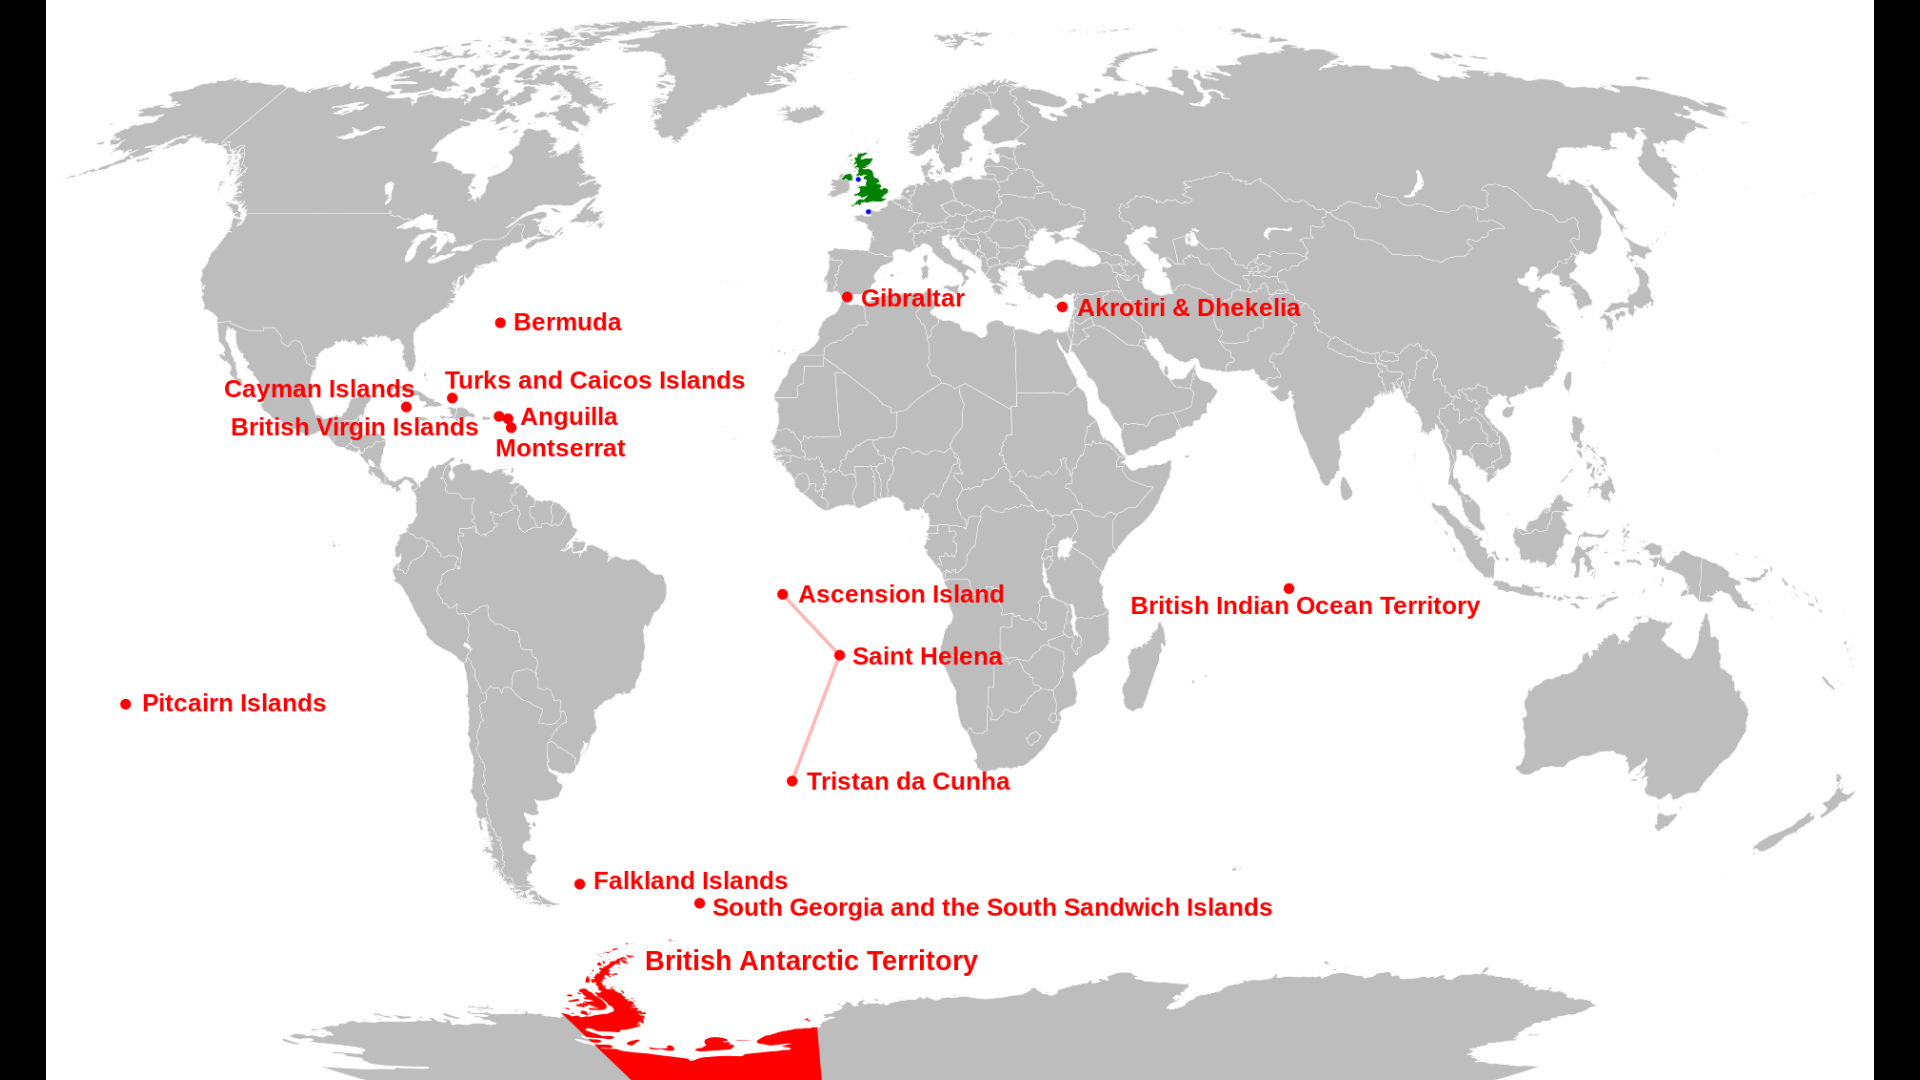 Gibraltar
Akrotiri & Dhekelia
Bermuda
Turks and Caicos Islands
Cayman Islands
Anguilla
British Virgin Islands
Montserrat
Ascension Island
British Indian Ocean Territory
Saint Helena
Pitcairn Islands
Tristan da Cunha
Falkland Islands
South Georgia and the South Sandwich Islands
British Antarctic Territory